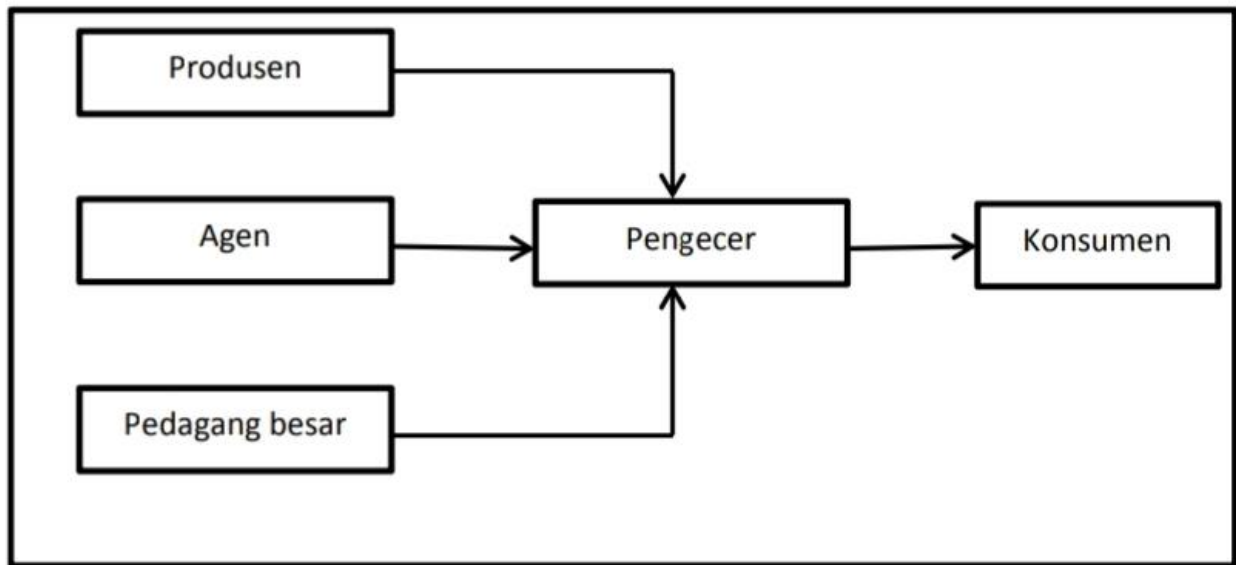 Produsen
Agen
Pengecer
Konsumen
Pedagang besar